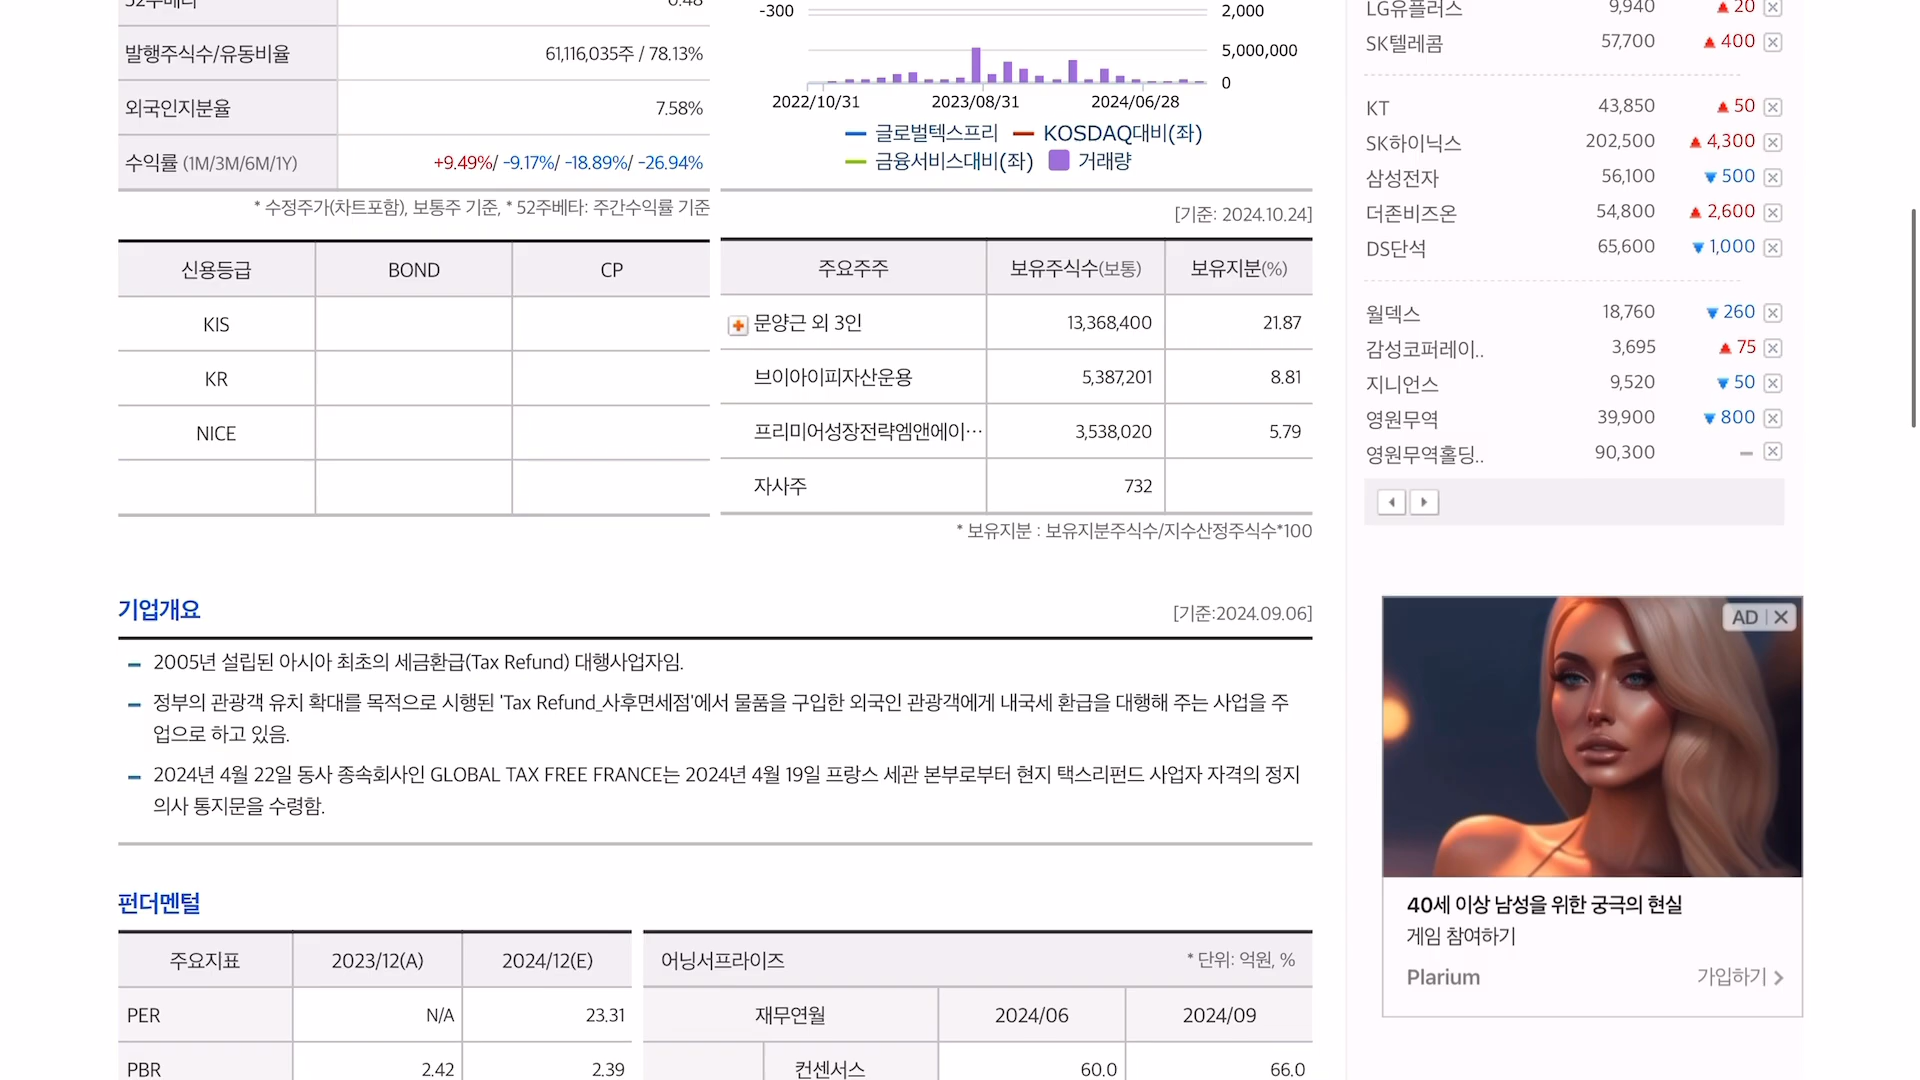 52주베타 0.48
발행주식수/유동비율 61,116,035주 / 78.13%
외국인지분율 7.58%
수익률 (1M/3M/6M/1Y) +9.49%/ -9.17%/ -18.89%/ -26.94%
* 수정주가(차트포함), 보통주 기준, * 52주베타: 주간수익률 기준
-300 2,000
5,000,000
0
2022/10/31 2023/08/31 2024/06/28
글로벌텍스프리 KOSDAQ대비(좌)
금융서비스대비(좌) 거래량
신용등급 BOND CP
KIS
KR
NICE
[기준: 2024.10.24]
주요주주 보유주식수(보통) 보유지분(%)
문양근 외 3인 13,368,400 21.87
브이아이피자산운용 5,387,201 8.81
프리미어성장전략엠앤에이… 3,538,020 5.79
자사주 732
* 보유지분 : 보유지분주식수/지수산정주식수*100
기업개요 [기준:2024.09.06]
2005년 설립된 아시아 최초의 세금환급(Tax Refund) 대행사업자임.
정부의 관광객 유치 확대를 목적으로 시행된 'Tax Refund_사후면세점'에서 물품을 구입한 외국인 관광객에게 내국세 환급을 대행해 주는 사업을 주
업으로 하고 있음.
2024년 4월 22일 동사 종속회사인 GLOBAL TAX FREE FRANCE는 2024년 4월 19일 프랑스 세관 본부로부터 현지 택스리펀드 사업자 자격의 정지
의사 통지문을 수령함.
펀더멘털
주요지표 2023/12(A) 2024/12(E)
PER N/A 23.31
PBR 2.42 2.39
어닝서프라이즈 * 단위: 억원, %
재무연월 2024/06 2024/09
컨센서스 60.0 66.0
LG유플러스 9,940 ▲ 20
SK텔레콤 57,700 ▲ 400
KT 43,850 ▲ 50
SK하이닉스 202,500 ▲ 4,300
삼성전자 56,100 ▼ 500
더존비즈온 54,800 ▲ 2,600
DS단석 65,600 ▼ 1,000
월덱스 18,760 ▼ 260
감성코퍼레이.. 3,695 ▲ 75
지니언스 9,520 ▼ 50
영원무역 39,900 ▼ 800
영원무역홀딩.. 90,300 –
AD
40세 이상 남성을 위한 궁극의 현실
게임 참여하기
Plarium 가입하기